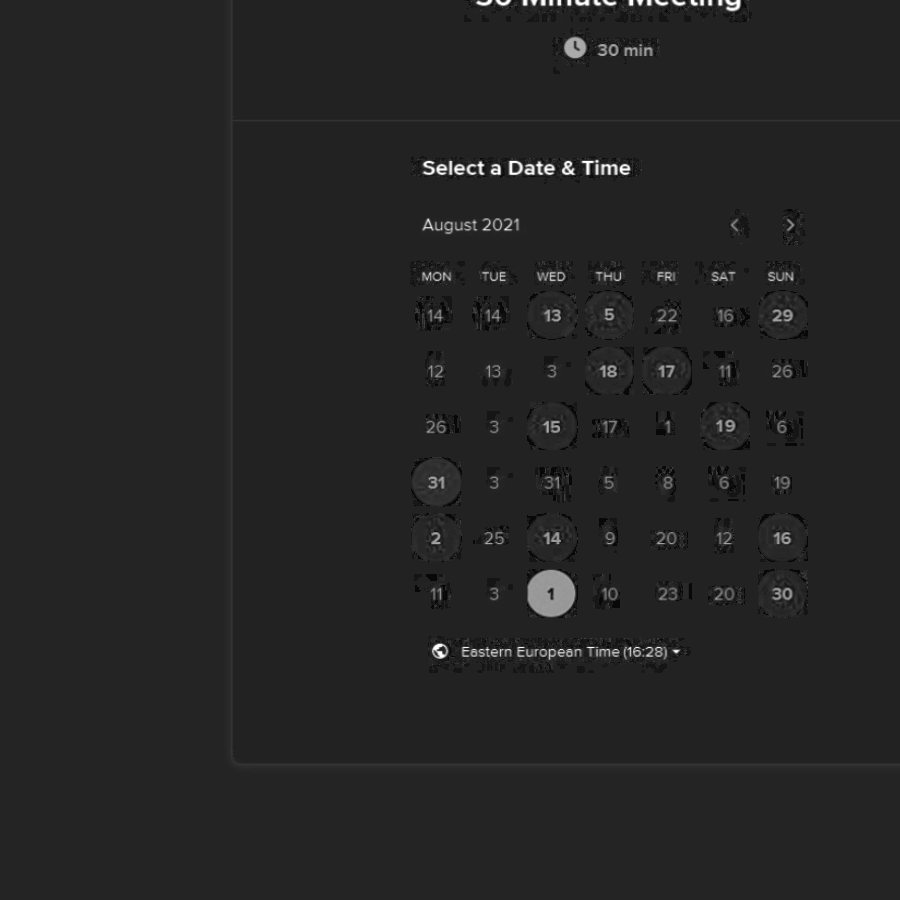 30 Minute Meeting
30 min
Select a Date & Time
August 2021
MON TUE WED THU FRI SAT SUN
14 14 13 5 22 16 29
12 13 3 18 17 11 26
26 3 15 17 1 19 6
31 3 31 5 8 6 19
2 25 14 9 20 12 16
11 3 1 10 23 20 30
Eastern European Time (16:28)